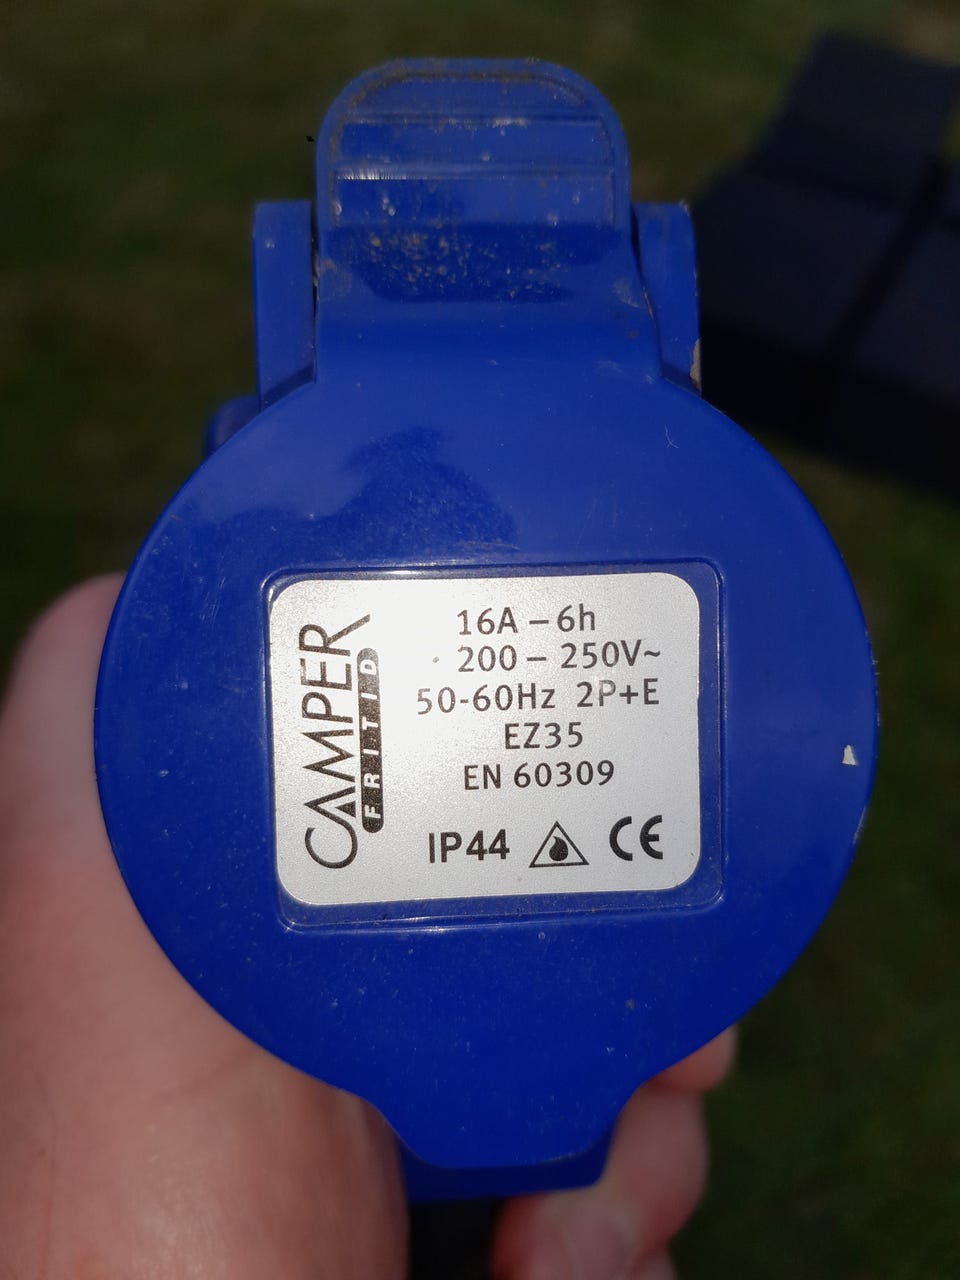 CAMPER
FRITID
16A – 6h
200 – 250V~
50-60Hz 2P+E
EZ35
EN 60309
IP44 CE